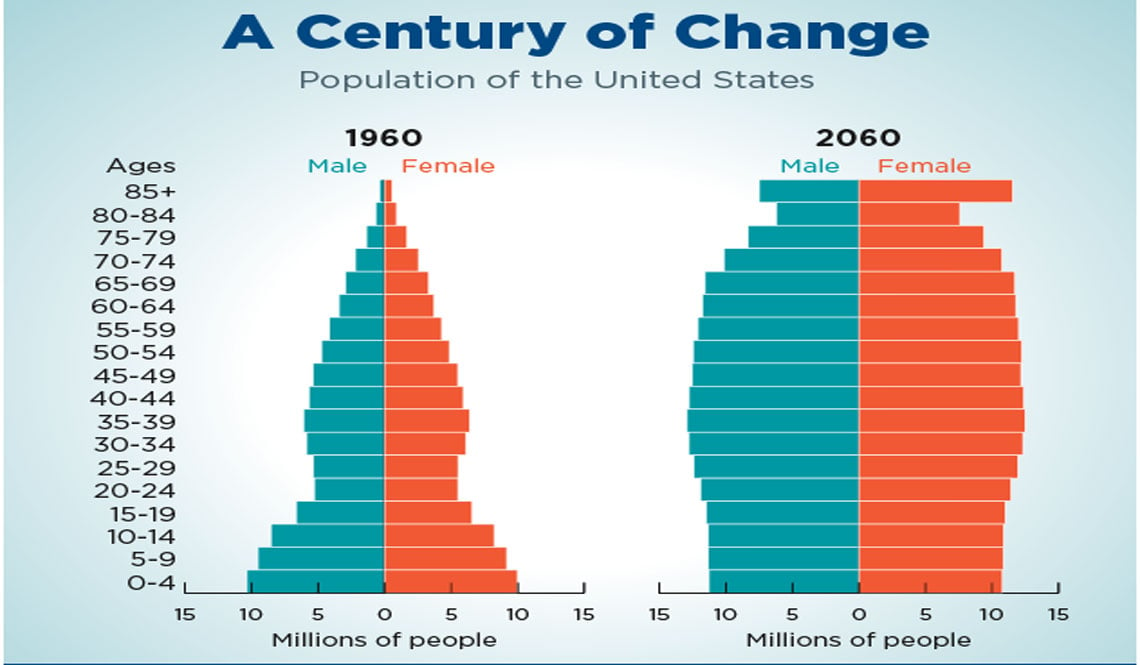 A Century of Change
Population of the United States
1960
2060
Ages
Male Female
Male Female
85+
80-84
75-79
70-74
65-69
60-64
55-59
50-54
45-49
40-44
35-39
30-34
25-29
20-24
15-19
10-14
5-9
0-4
15 10 5 0 5 10 15
15 10 5 0 5 10 15
Millions of people
Millions of people